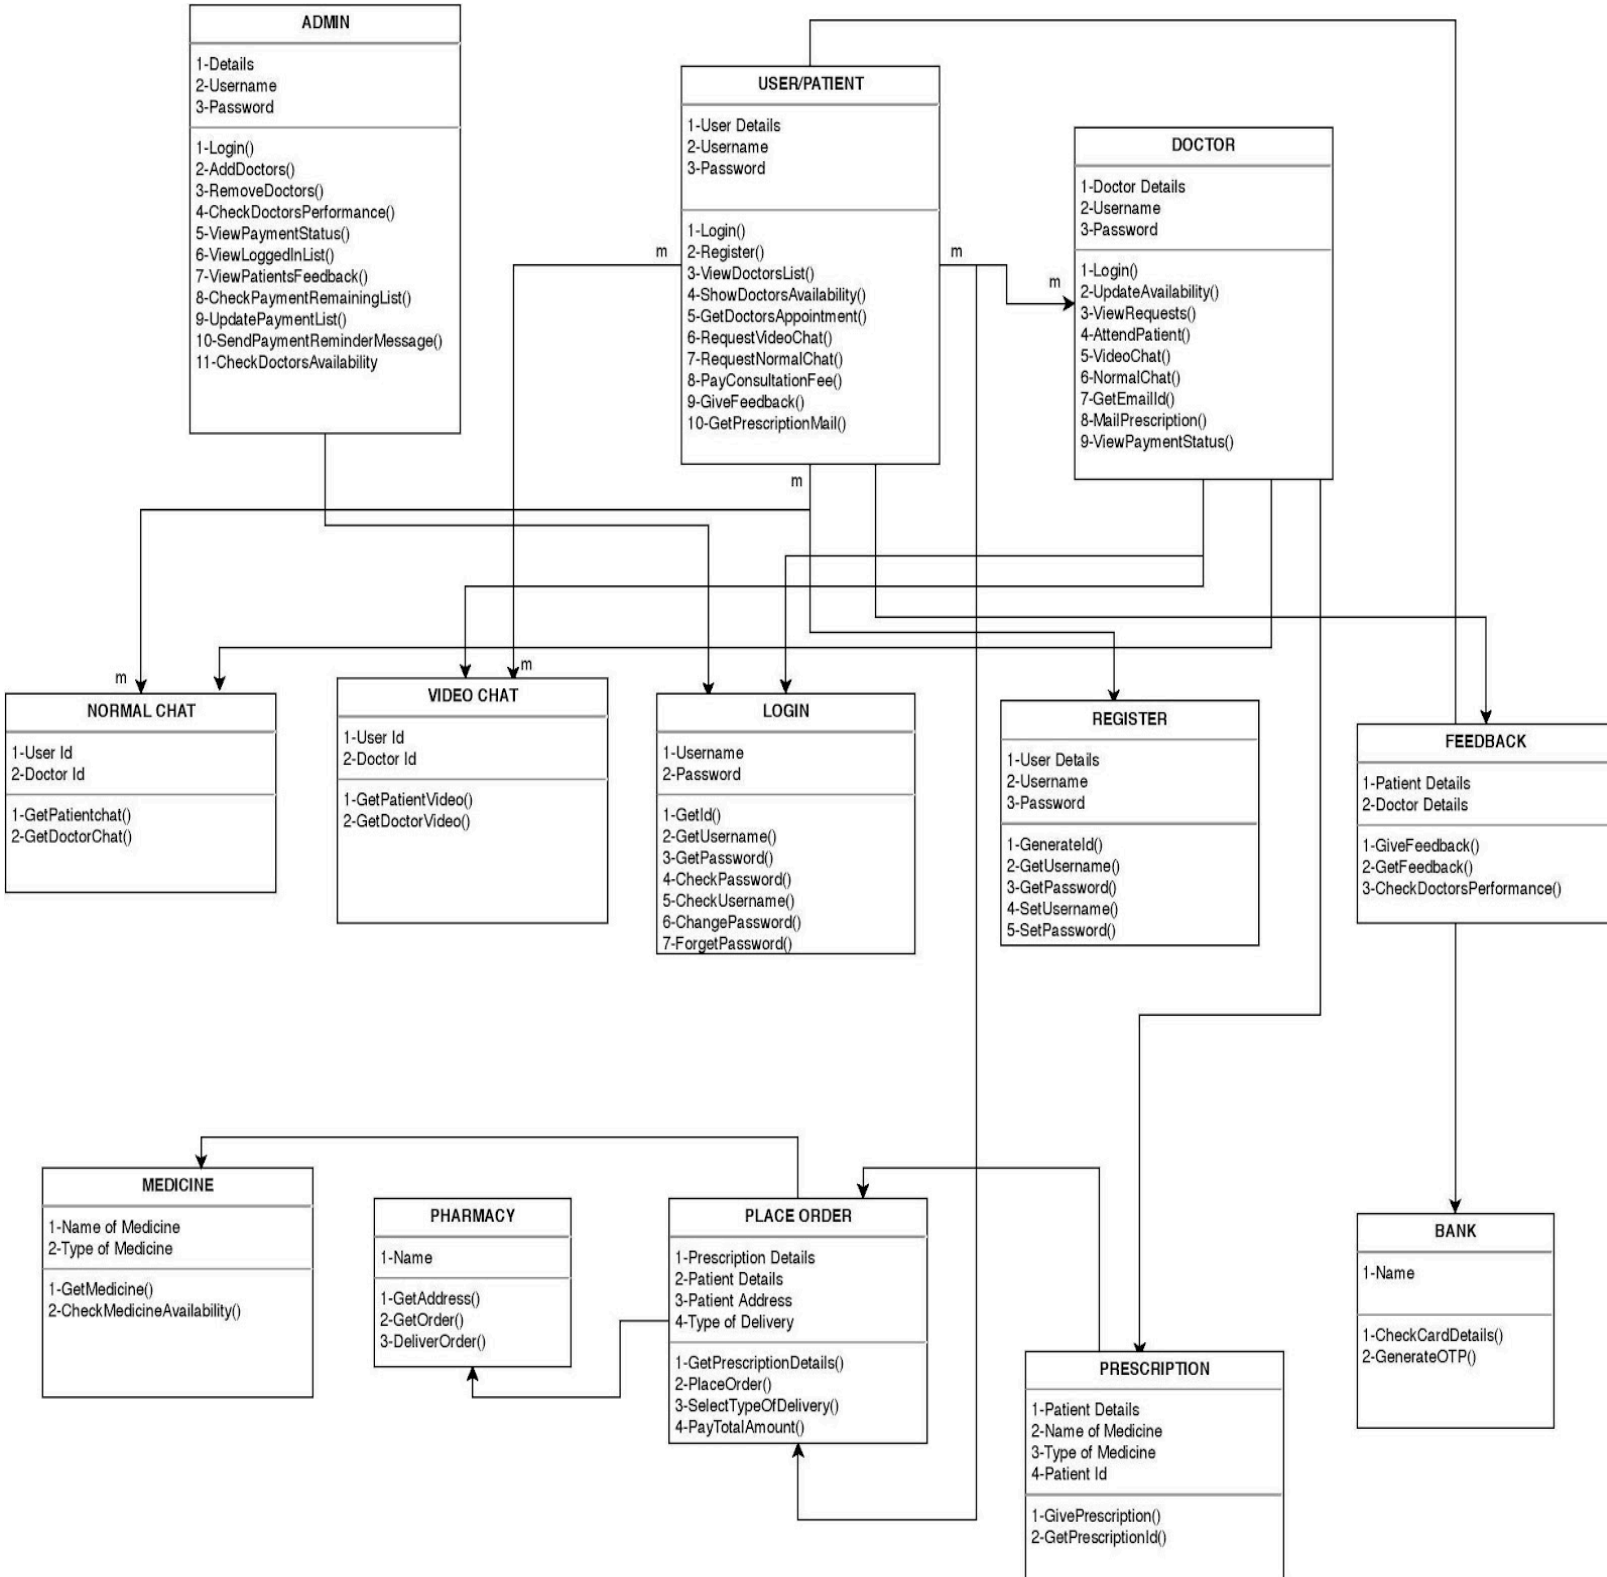 ADMIN
1-Details
2-Username
3-Password
1-Login()
2-AddDoctors()
3-RemoveDoctors()
4-CheckDoctorsPerformance()
5-ViewPaymentStatus()
6-ViewLoggedInList()
7-ViewPatientsFeedback()
8-CheckPaymentRemainingList()
9-UpdatePaymentList()
10-SendPaymentReminderMessage()
11-CheckDoctorsAvailability
USER/PATIENT
1-User Details
2-Username
3-Password
1-Login()
2-Register()
3-ViewDoctorsList()
4-ShowDoctorsAvailability()
5-GetDoctorsAppointment()
6-RequestVideoChat()
7-RequestNormalChat()
8-PayConsultationFee()
9-GiveFeedback()
10-GetPrescriptionMail()
DOCTOR
1-Doctor Details
2-Username
3-Password
1-Login()
2-UpdateAvailability()
3-ViewRequests()
4-AttendPatient()
5-VideoChat()
6-NormalChat()
7-GetEmailId()
8-MailPrescription()
9-ViewPaymentStatus()
m
m
m
m
m
m
NORMAL CHAT
1-User Id
2-Doctor Id
1-GetPatientchat()
2-GetDoctorChat()
VIDEO CHAT
1-User Id
2-Doctor Id
1-GetPatientVideo()
2-GetDoctorVideo()
LOGIN
1-Username
2-Password
1-GetId()
2-GetUsername()
3-GetPassword()
4-CheckPassword()
5-CheckUsername()
6-ChangePassword()
7-ForgetPassword()
REGISTER
1-User Details
2-Username
3-Password
1-GenerateId()
2-GetUsername()
3-GetPassword()
4-SetUsername()
5-SetPassword()
FEEDBACK
1-Patient Details
2-Doctor Details
1-GiveFeedback()
2-GetFeedback()
3-CheckDoctorsPerformance()
MEDICINE
1-Name of Medicine
2-Type of Medicine
1-GetMedicine()
2-CheckMedicineAvailability()
PHARMACY
1-Name
1-GetAddress()
2-GetOrder()
3-DeliverOrder()
PLACE ORDER
1-Prescription Details
2-Patient Details
3-Patient Address
4-Type of Delivery
1-GetPrescriptionDetails()
2-PlaceOrder()
3-SelectTypeOfDelivery()
4-PayTotalAmount()
PRESCRIPTION
1-Patient Details
2-Name of Medicine
3-Type of Medicine
4-Patient Id
1-GivePrescription()
2-GetPrescriptionId()
BANK
1-Name
1-CheckCardDetails()
2-GenerateOTP()